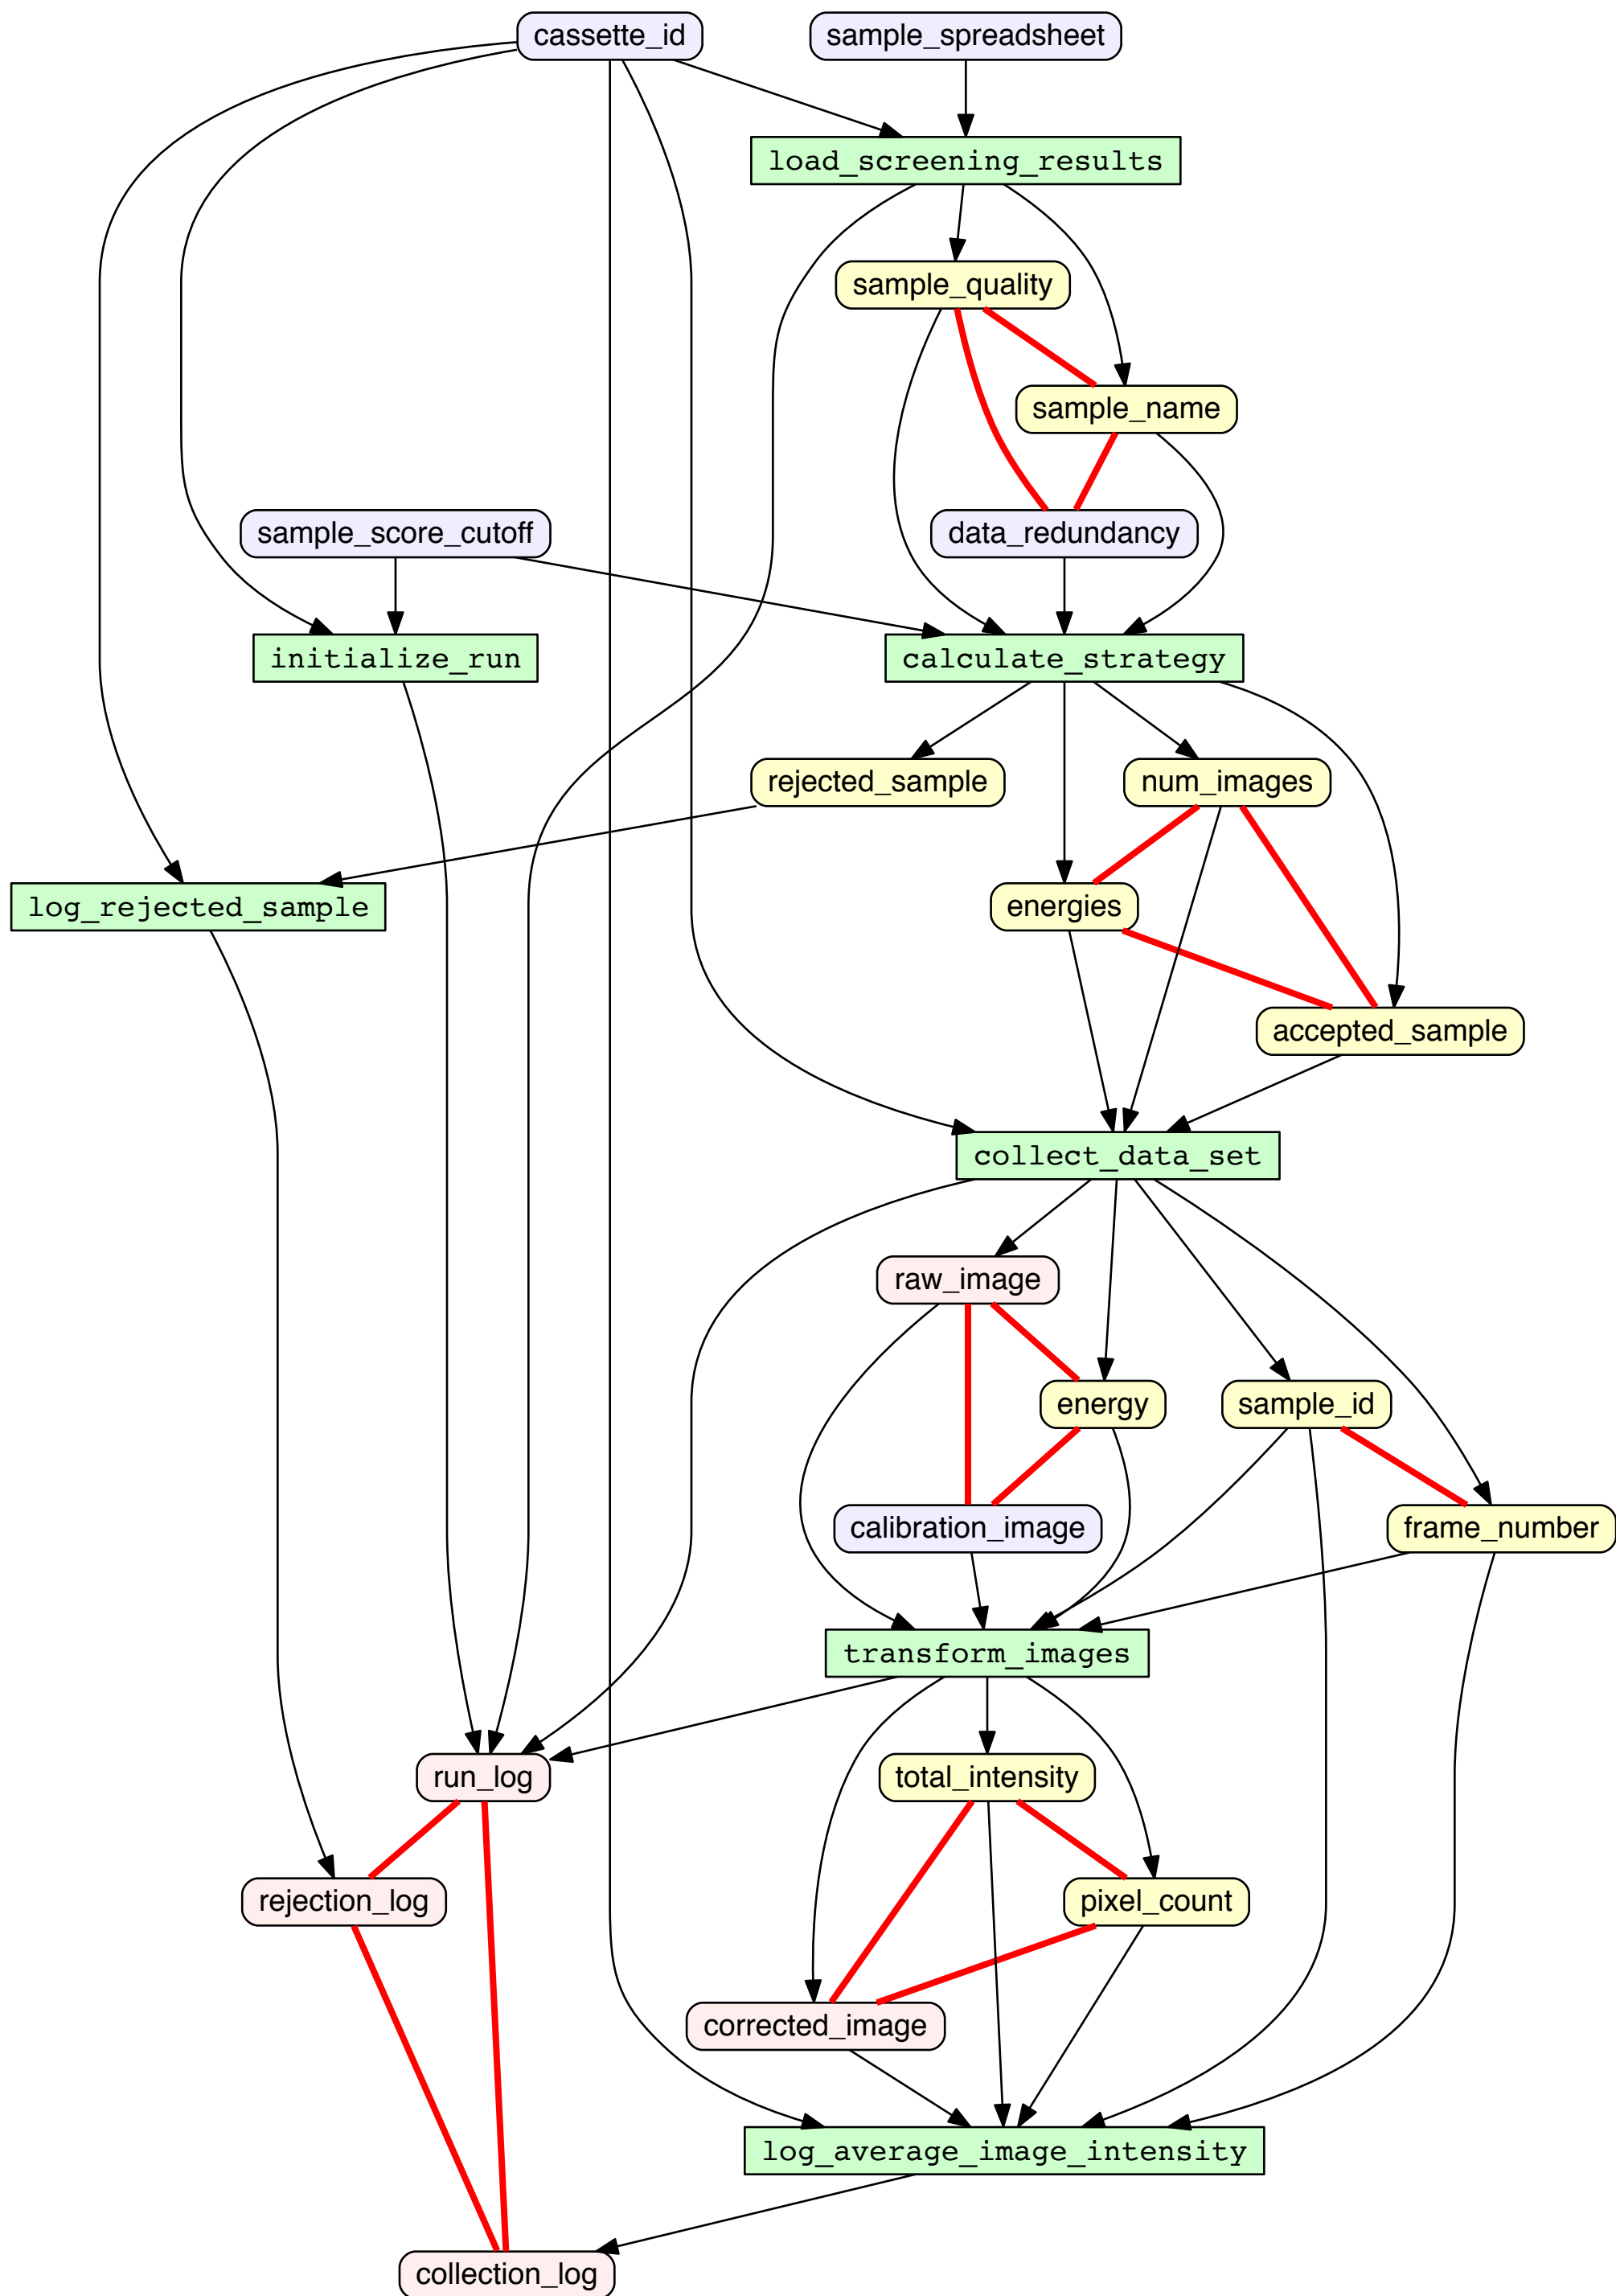 cassette_id
sample_spreadsheet
load_screening_results
sample_quality
sample_name
sample_score_cutoff
data_redundancy
initialize_run
calculate_strategy
rejected_sample
num_images
log_rejected_sample
energies
accepted_sample
collect_data_set
raw_image
energy
sample_id
calibration_image
frame_number
transform_images
run_log
total_intensity
rejection_log
pixel_count
corrected_image
log_average_image_intensity
collection_log